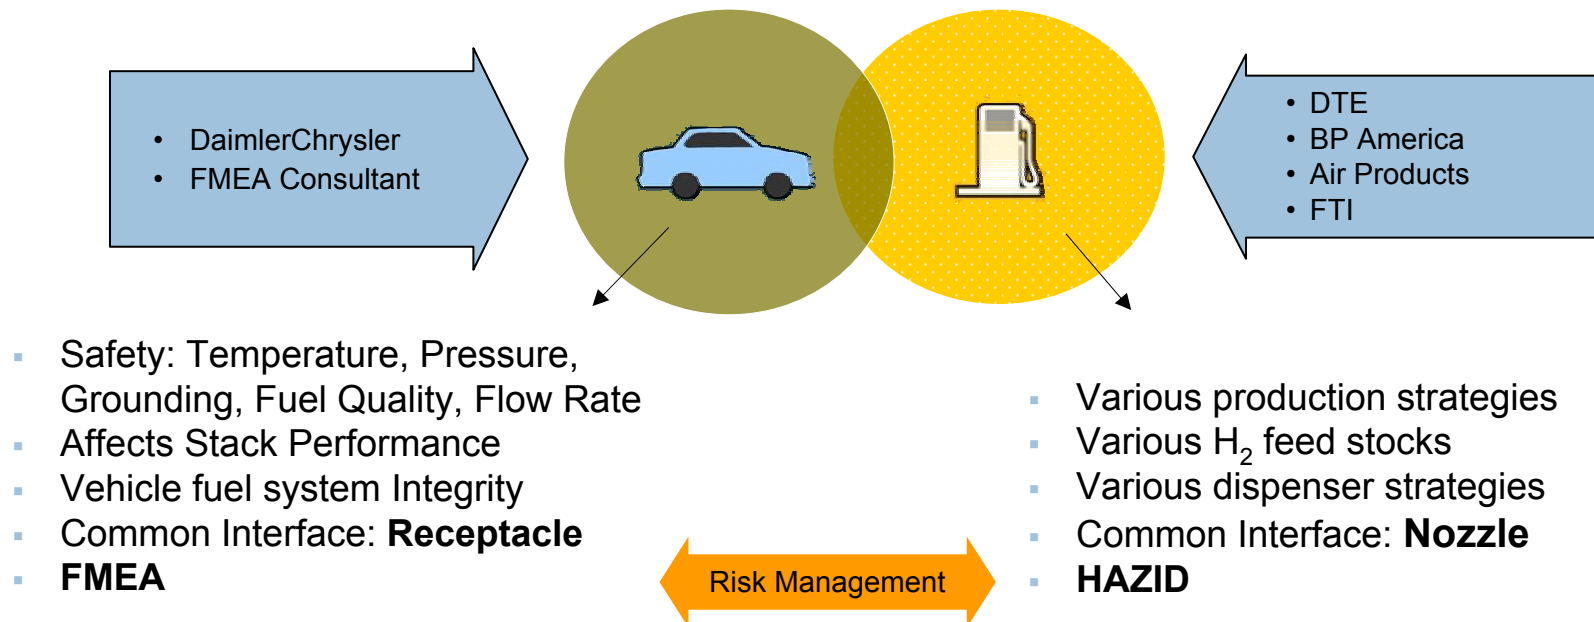 • DaimlerChrysler
• FMEA Consultant
• DTE
• BP America
• Air Products
• FTI
▪ Safety: Temperature, Pressure,
Grounding, Fuel Quality, Flow Rate
▪ Affects Stack Performance
▪ Vehicle fuel system Integrity
▪ Common Interface: Receptacle
▪ FMEA
Risk Management
▪ Various production strategies
▪ Various H₂ feed stocks
▪ Various dispenser strategies
▪ Common Interface: Nozzle
▪ HAZID